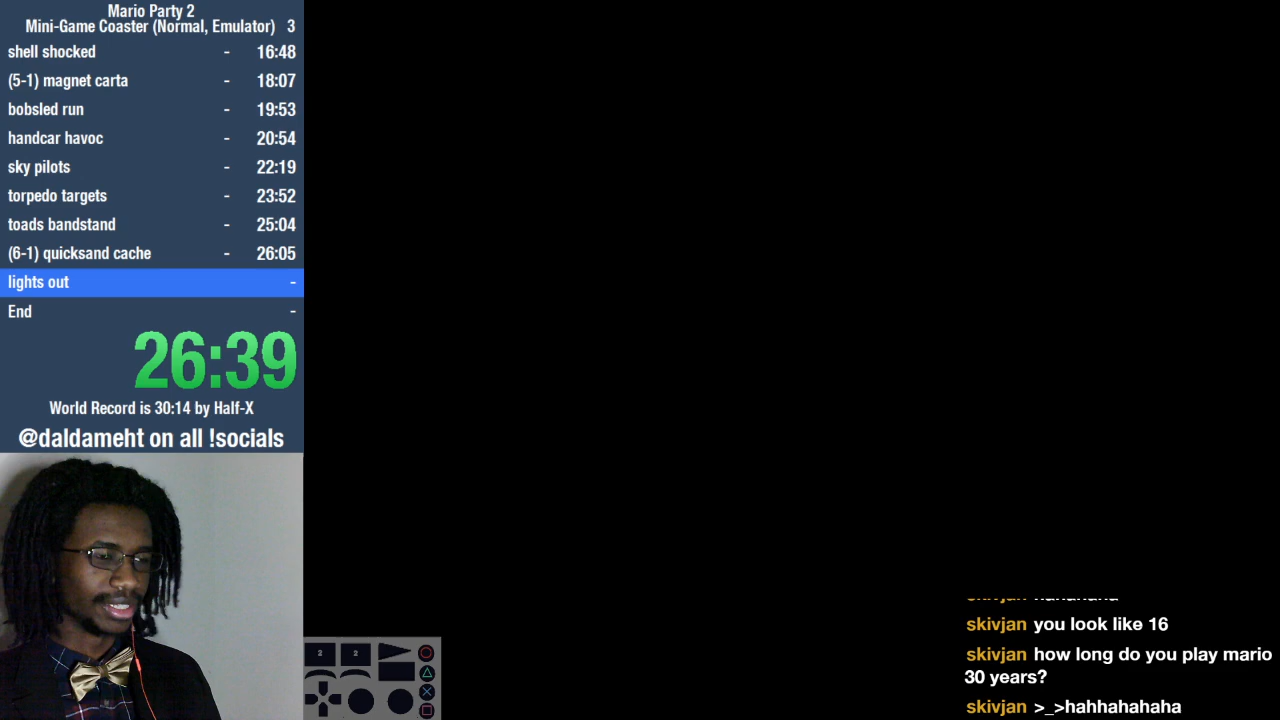 Mario Party 2
Mini-Game Coaster (Normal, Emulator) 3
shell shocked - 16:48
(5-1) magnet carta - 18:07
bobsled run - 19:53
handcar havoc - 20:54
sky pilots - 22:19
torpedo targets - 23:52
toads bandstand - 25:04
(6-1) quicksand cache - 26:05
lights out -
End -
26:39
World Record is 30:14 by Half-X
@daldameht on all !socials
2 2
skivjan hahahaha
skivjan you look like 16
skivjan how long do you play mario
30 years?
skivjan >_>hahhahahaha